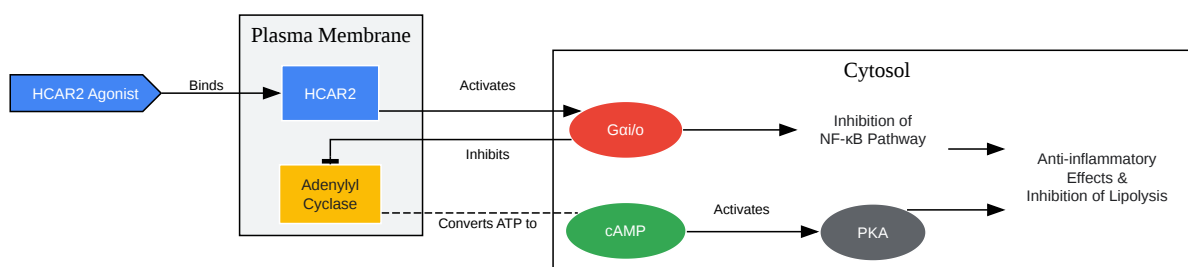 Plasma Membrane
Cytosol
HCAR2 Agonist
Binds
HCAR2
Activates
Gαi/o
Inhibition of
NF-κB Pathway
Inhibits
Adenylyl
Cyclase
Anti-inflammatory
Effects &
Inhibition of Lipolysis
Converts ATP to
cAMP
Activates
PKA